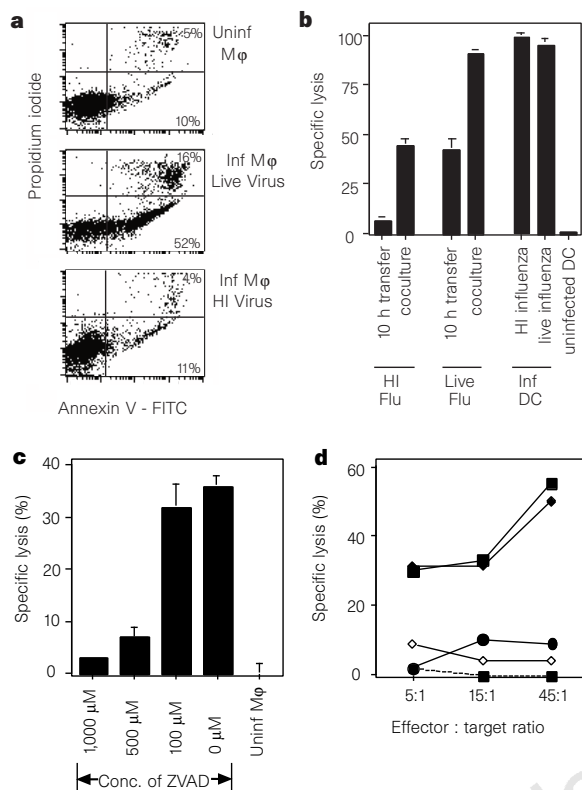 a
Propidium iodide
5%
10%
Uninf
Mφ
16%
52%
Inf Mφ
Live Virus
4%
11%
Inf Mφ
HI Virus
Annexin V - FITC
b
Specific lysis
100
75
50
25
0
10 h transfer
coculture
10 h transfer
coculture
HI influenza
live influenza
uninfected DC
HI
Flu
Live
Flu
Inf
DC
c
Specific lysis (%)
40
30
20
10
0
1,000 μM
500 μM
100 μM
0 μM
Uninf Mφ
Conc. of ZVAD
d
Specific lysis (%)
60
40
20
0
5:1
15:1
45:1
Effector : target ratio